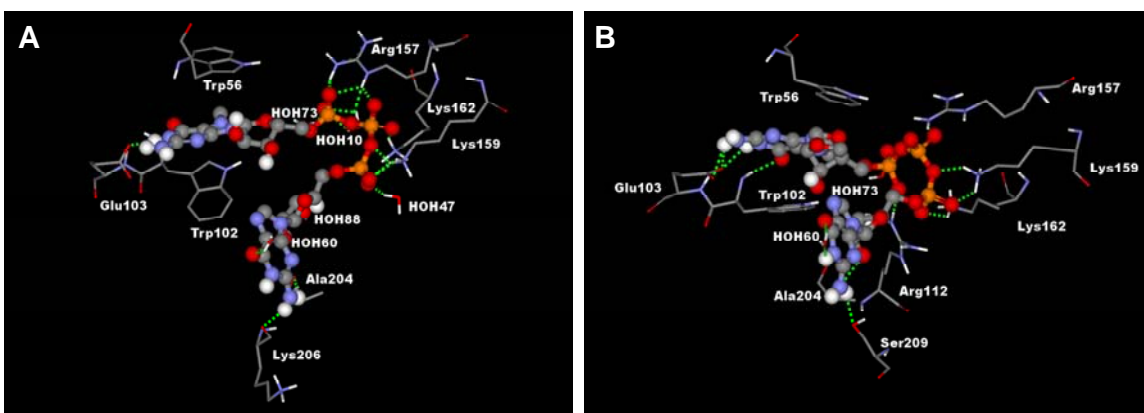 A
Arg157
Trp56
HOH73
Lys162
HOH10
Lys159
Glu103
Trp102
HOH47
HOH88
HOH60
Ala204
Lys206
B
Trp56
Arg157
Lys159
Glu103
Trp102
HOH73
Lys162
HOH60
Ala204
Arg112
Ser209